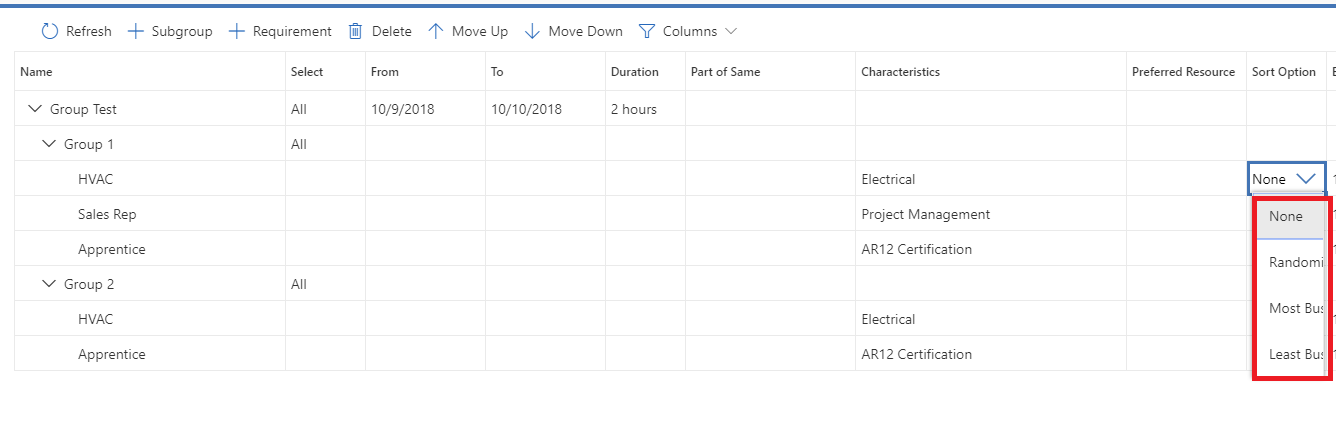 Refresh Subgroup Requirement Delete Move Up Move Down Columns
Name Select From To Duration Part of Same Characteristics Preferred Resource Sort Option
Group Test All 10/9/2018 10/10/2018 2 hours
Group 1 All
HVAC Electrical None
Sales Rep Project Management None
Apprentice AR12 Certification Randomi
Group 2 All
HVAC Electrical Most Bus
Apprentice AR12 Certification Least Bus